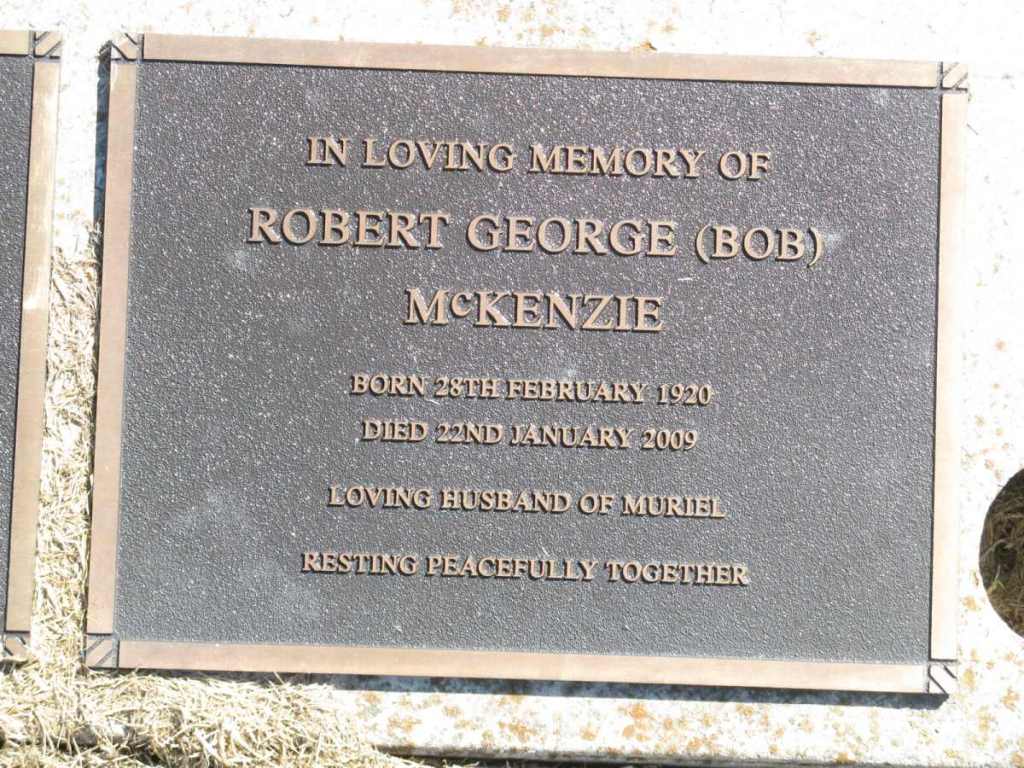 IN LOVING MEMORY OF
ROBERT GEORGE (BOB)
McKENZIE
BORN 28TH FEBRUARY 1920
DIED 22ND JANUARY 2009
LOVING HUSBAND OF MURIEL
RESTING PEACEFULLY TOGETHER